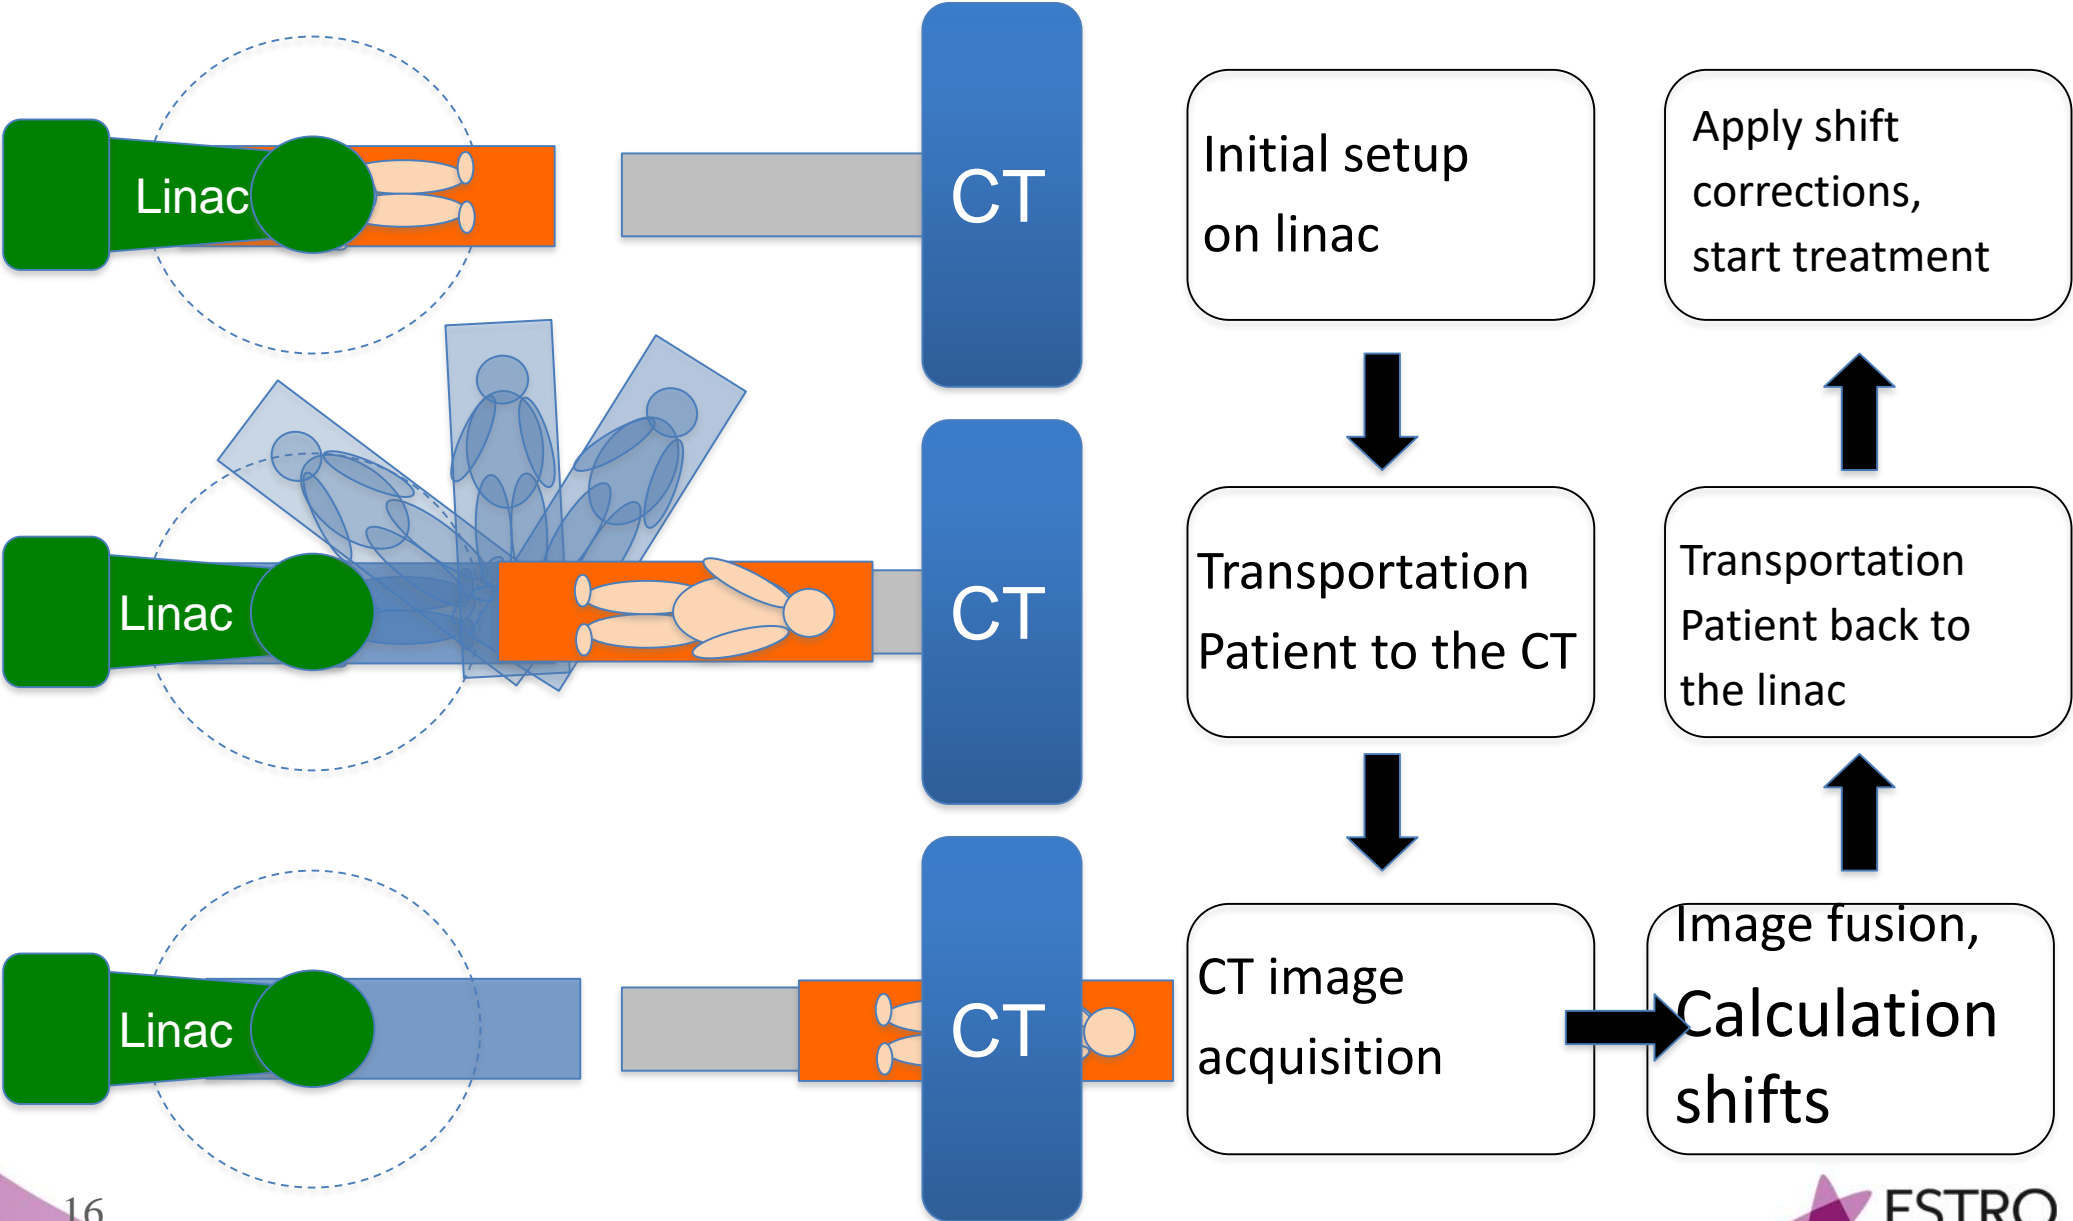 Linac
CT
Initial setup
on linac
Apply shift
corrections,
start treatment
Linac
CT
Transportation
Patient to the CT
Transportation
Patient back to
the linac
Linac
CT
CT image
acquisition
Image fusion,
Calculation
shifts
16
ESTRO